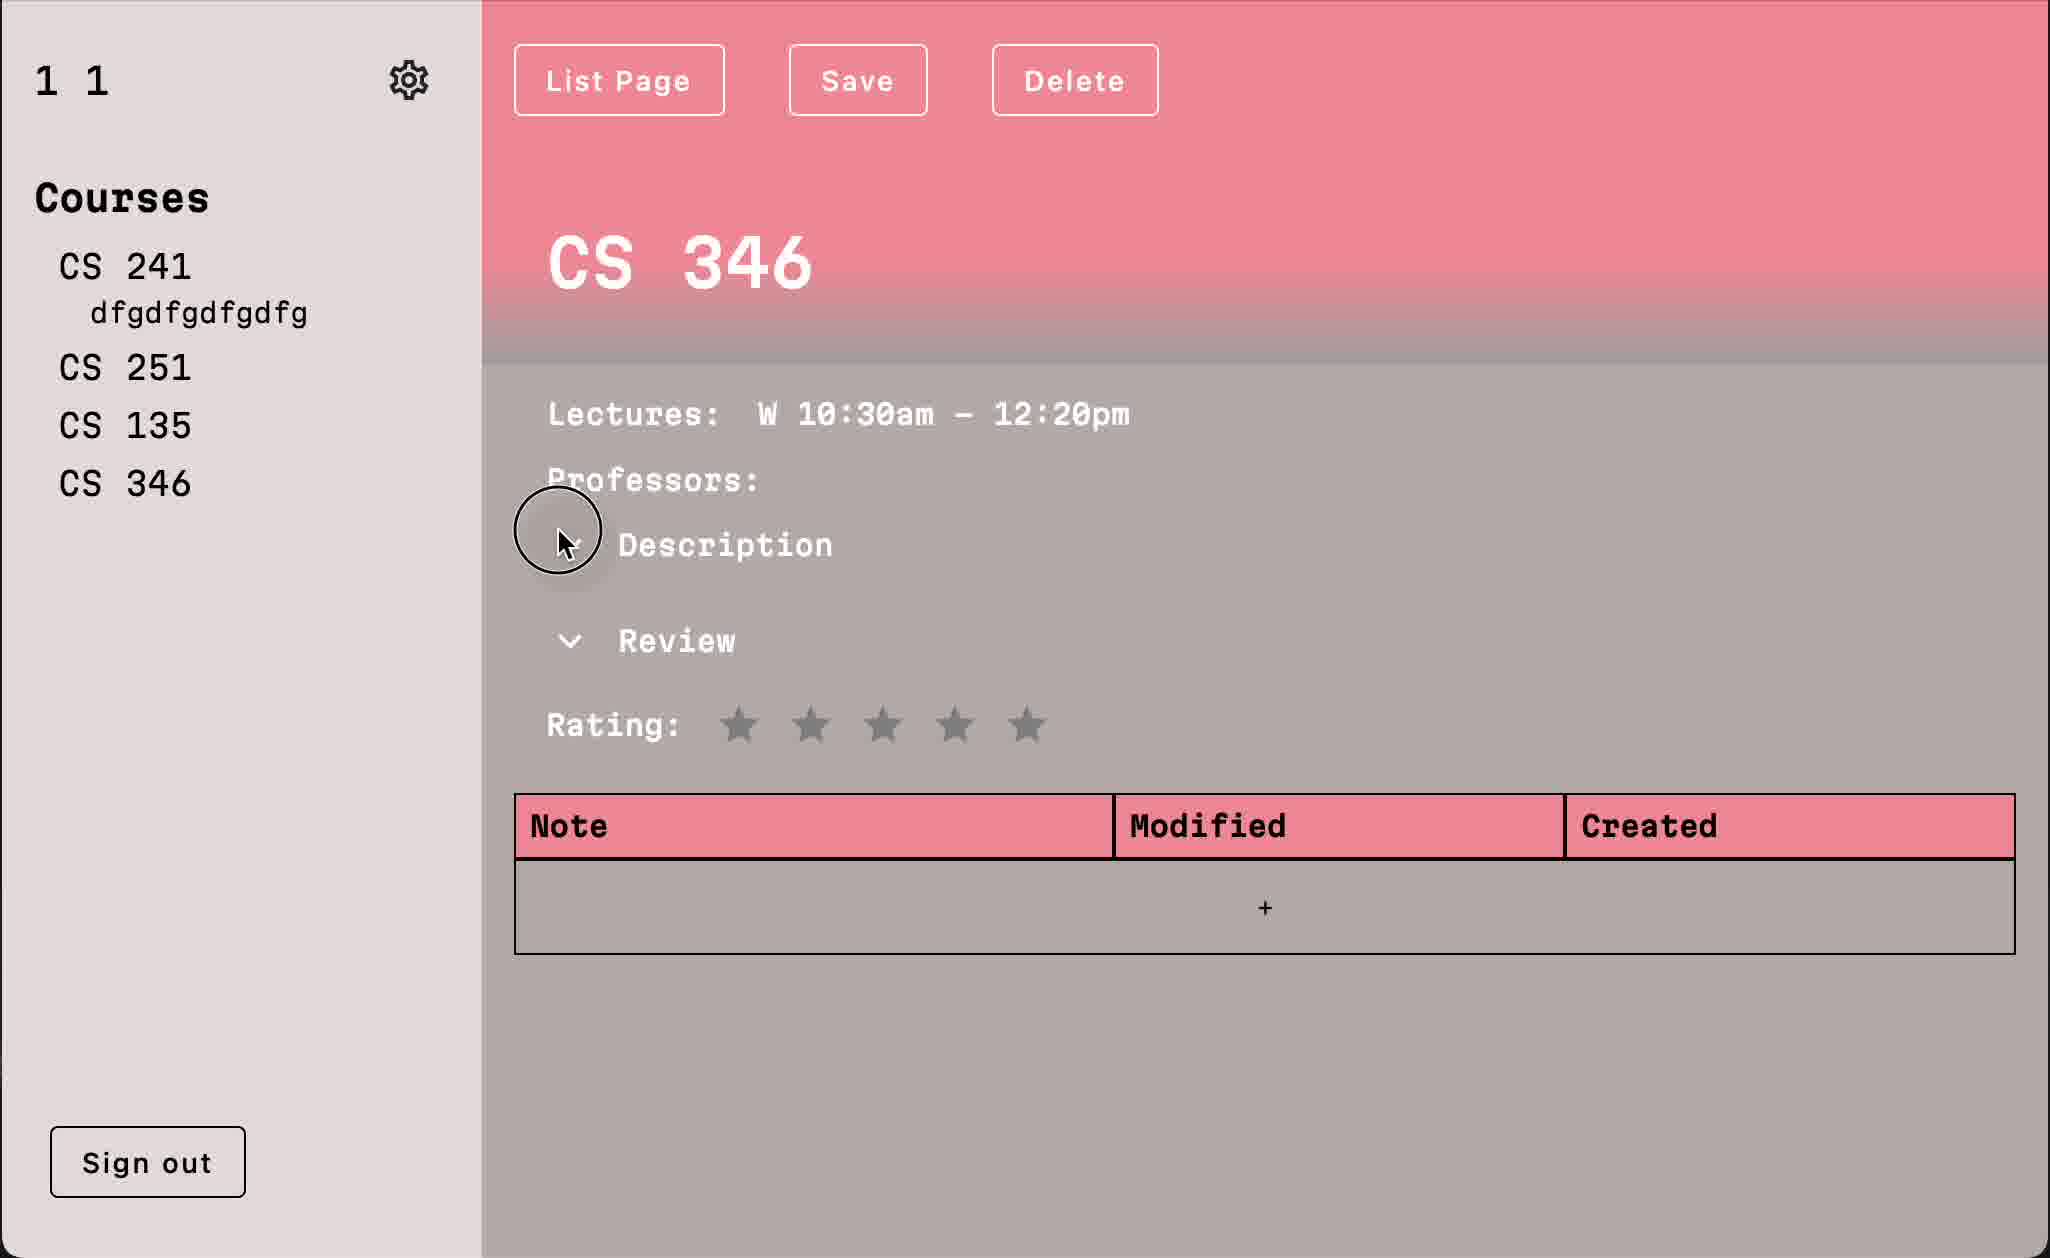 1 1
Courses
CS 241
dfgdfgdfgdfg
CS 251
CS 135
CS 346
Sign out
List Page
Save
Delete
CS 346
Lectures: W 10:30am - 12:20pm
Professors:
Description
Review
Rating:
Note Modified Created
+